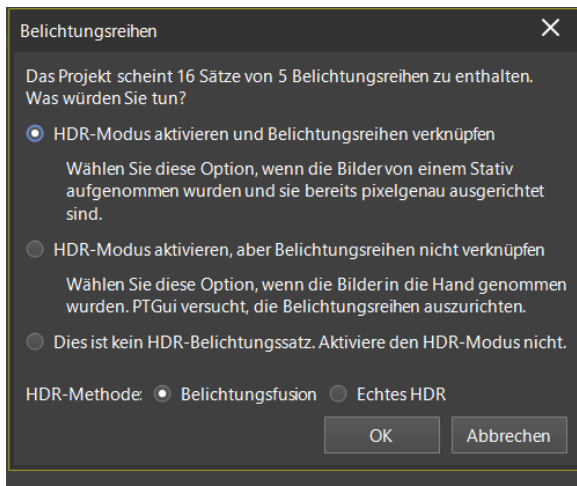 Belichtungsreihen
Das Projekt scheint 16 Sätze von 5 Belichtungsreihen zu enthalten.
Was würden Sie tun?
HDR-Modus aktivieren und Belichtungsreihen verknüpfen
Wählen Sie diese Option, wenn die Bilder von einem Stativ
aufgenommen wurden und sie bereits pixelgenau ausgerichtet
sind.
HDR-Modus aktivieren, aber Belichtungsreihen nicht verknüpfen
Wählen Sie diese Option, wenn die Bilder in die Hand genommen
wurden. PTGui versucht, die Belichtungsreihen auszurichten.
Dies ist kein HDR-Belichtungssatz. Aktiviere den HDR-Modus nicht.
HDR-Methode: Belichtungsfusion Echtes HDR
OK Abbrechen